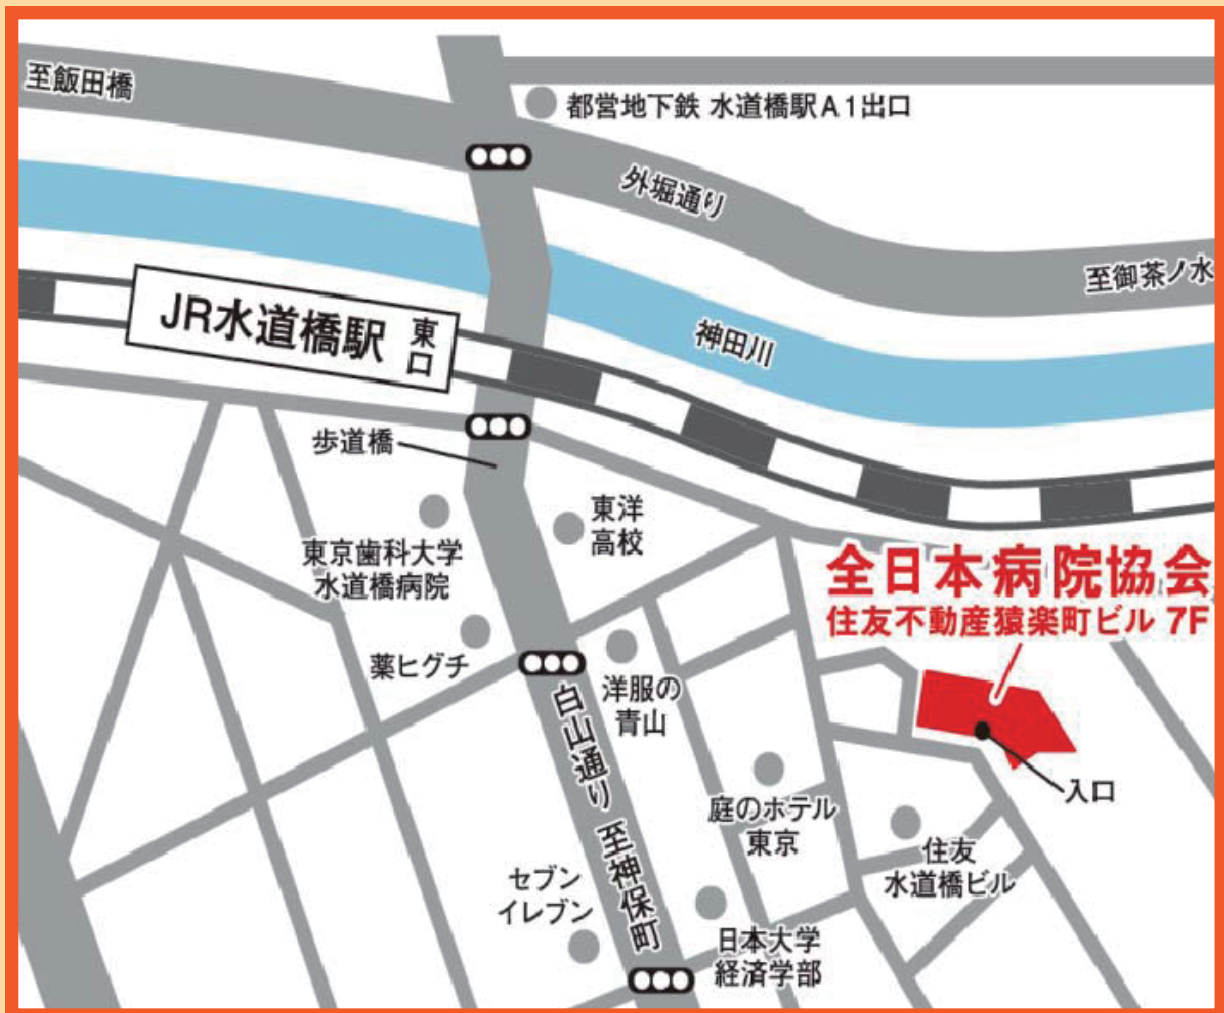 至飯田橋
都営地下鉄 水道橋駅A1出口
外堀通り
至御茶ノ水
神田川
JR水道橋駅
東
口
歩道橋
東洋
高校
東京歯科大学
水道橋病院
全日本病院協会
住友不動産猿楽町ビル 7F
薬ヒグチ
洋服の
青山
白山通り 至神保町
入口
庭のホテル
東京
住友
水道橋ビル
セブン
イレブン
日本大学
経済学部